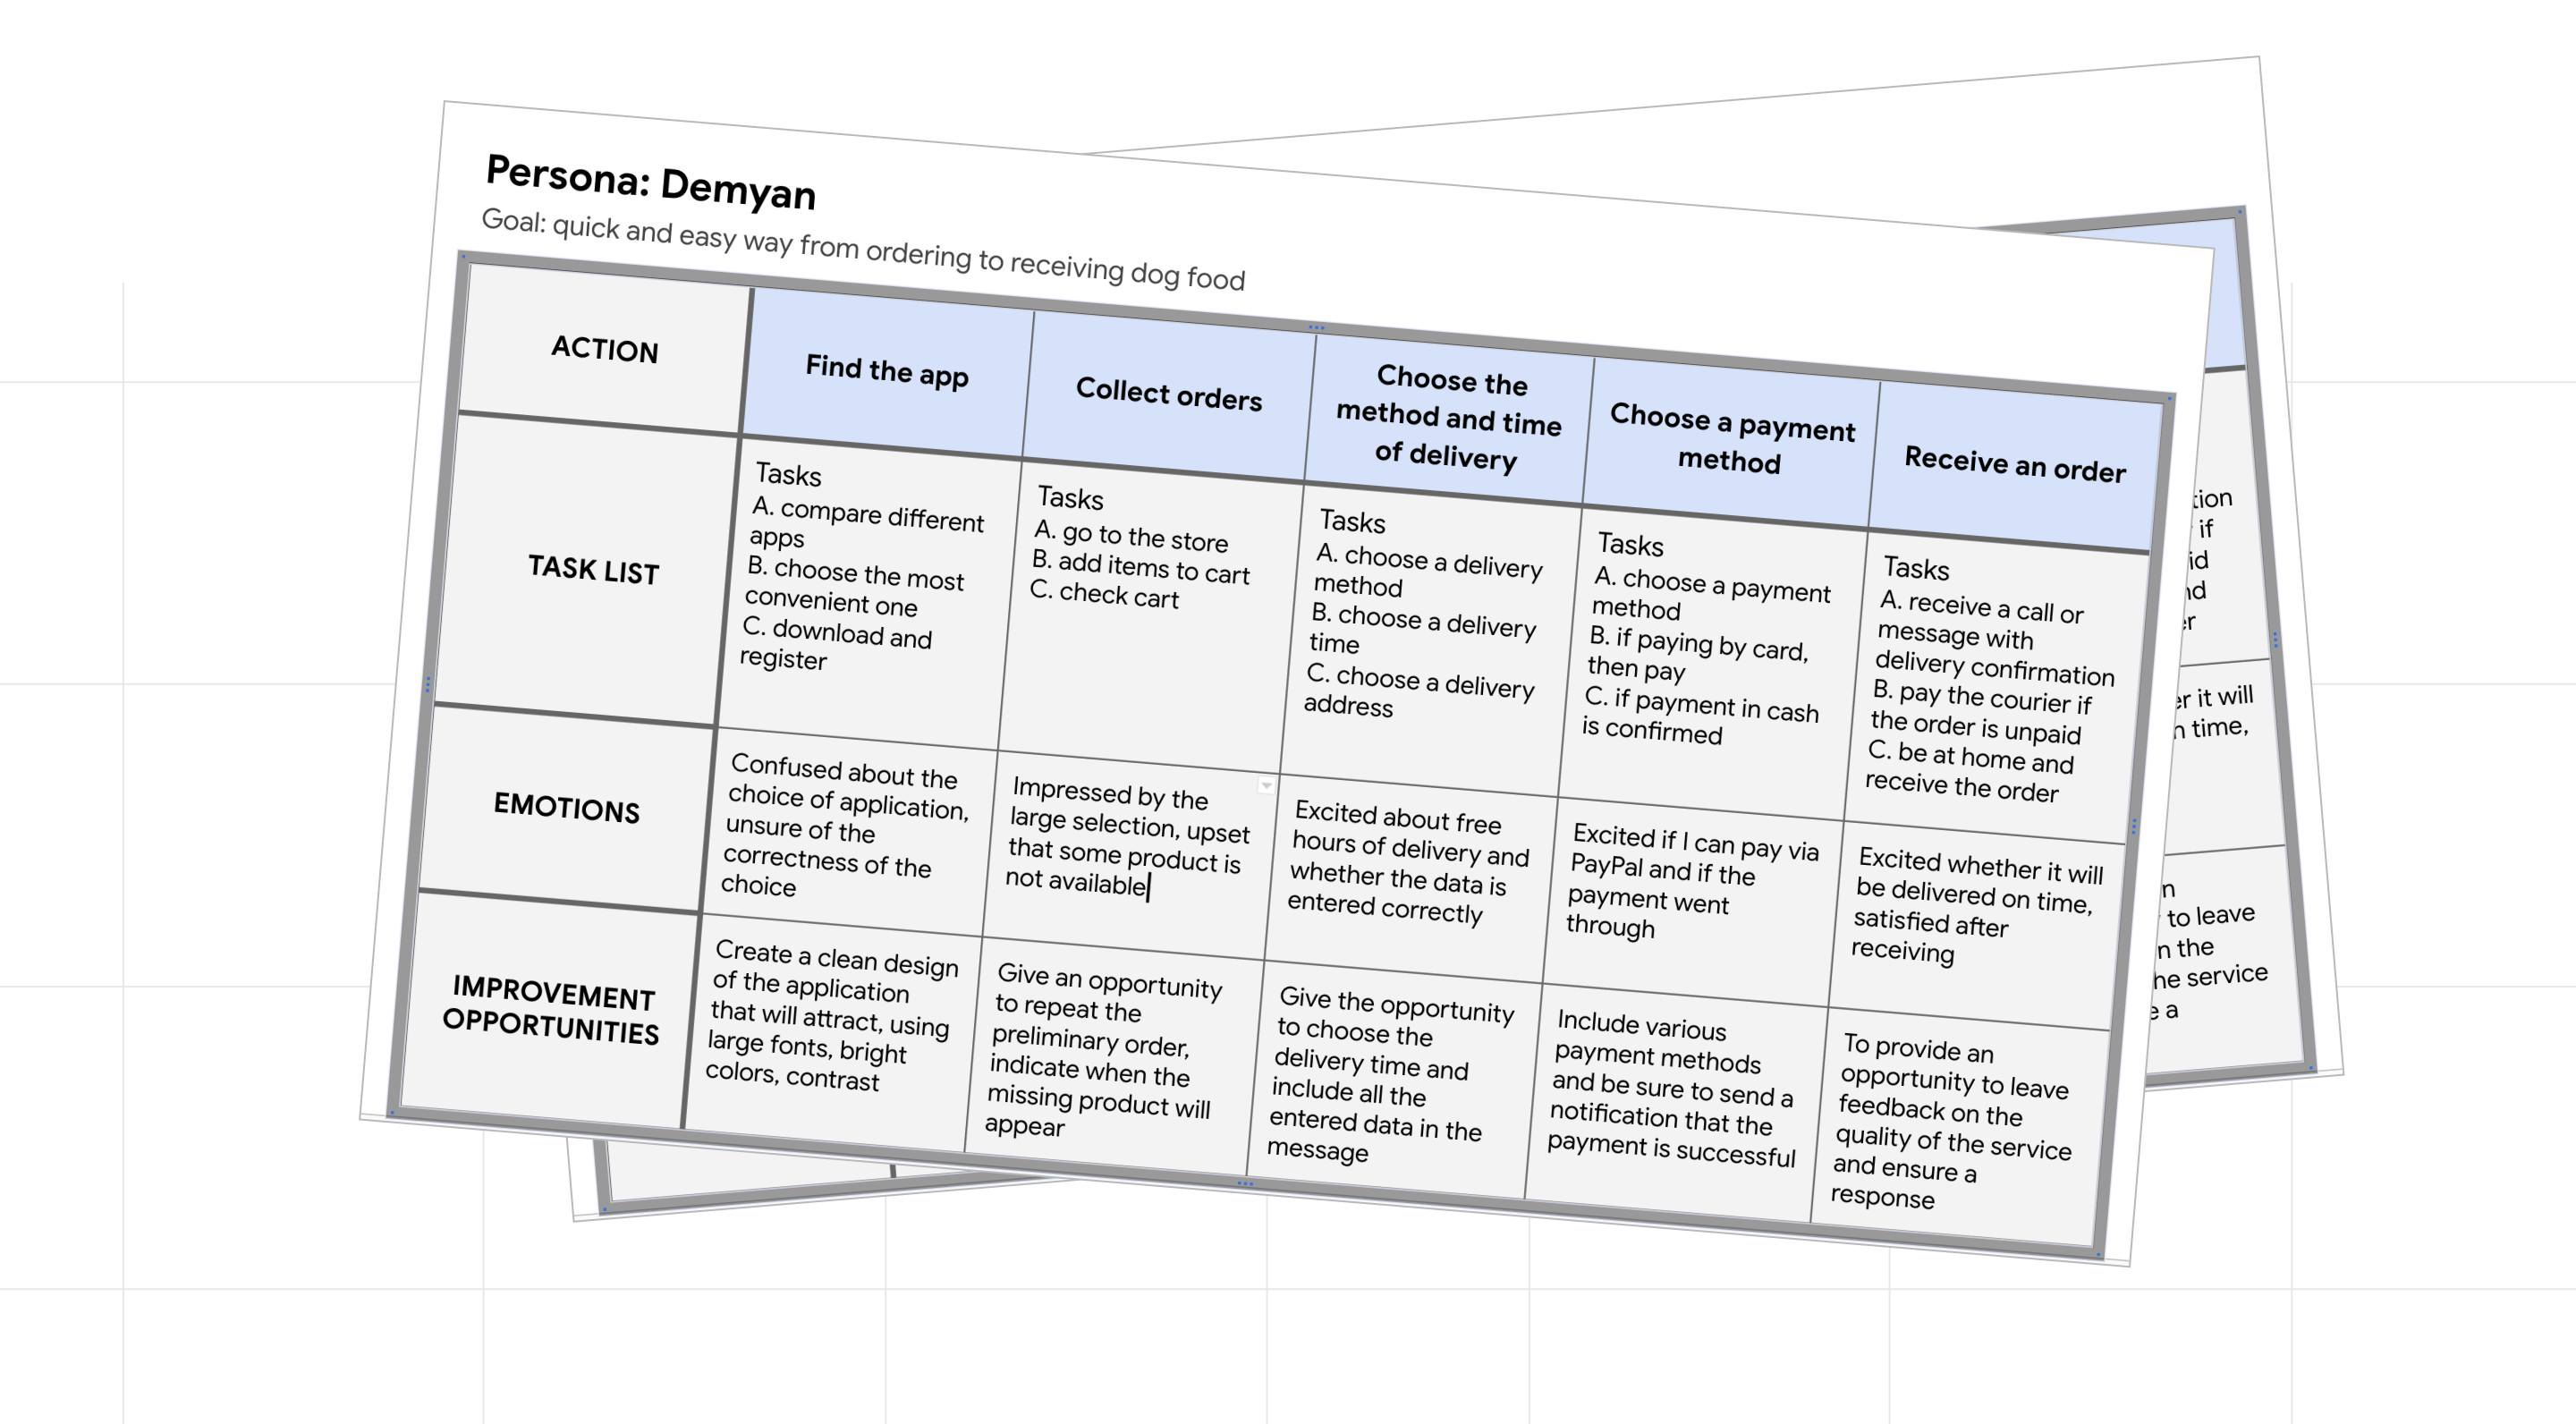 Persona: Demyan
Goal: quick and easy way from ordering to receiving dog food
ACTION
Find the app
Collect orders
Choose the
method and time
of delivery
Choose a payment
method
Receive an order
TASK LIST
Tasks
A. compare different
apps
B. choose the most
convenient one
C. download and
register
Tasks
A. go to the store
B. add items to cart
C. check cart
Tasks
A. choose a delivery
method
B. choose a delivery
time
C. choose a delivery
address
Tasks
A. choose a payment
method
B. if paying by card,
then pay
C. if payment in cash
is confirmed
Tasks
A. receive a call or
message with
delivery confirmation
B. pay the courier if
the order is unpaid
C. be at home and
receive the order
EMOTIONS
Confused about the
choice of application,
unsure of the
correctness of the
choice
Impressed by the
large selection, upset
that some product is
not available
Excited about free
hours of delivery and
whether the data is
entered correctly
Excited if I can pay via
PayPal and if the
payment went
through
Excited whether it will
be delivered on time,
satisfied after
receiving
IMPROVEMENT
OPPORTUNITIES
Create a clean design
of the application
that will attract, using
large fonts, bright
colors, contrast
Give an opportunity
to repeat the
preliminary order,
indicate when the
missing product will
appear
Give the opportunity
to choose the
delivery time and
include all the
entered data in the
message
Include various
payment methods
and be sure to send a
notification that the
payment is successful
To provide an
opportunity to leave
feedback on the
quality of the service
and ensure a
response
if
it will
time,
to leave
the
service
a